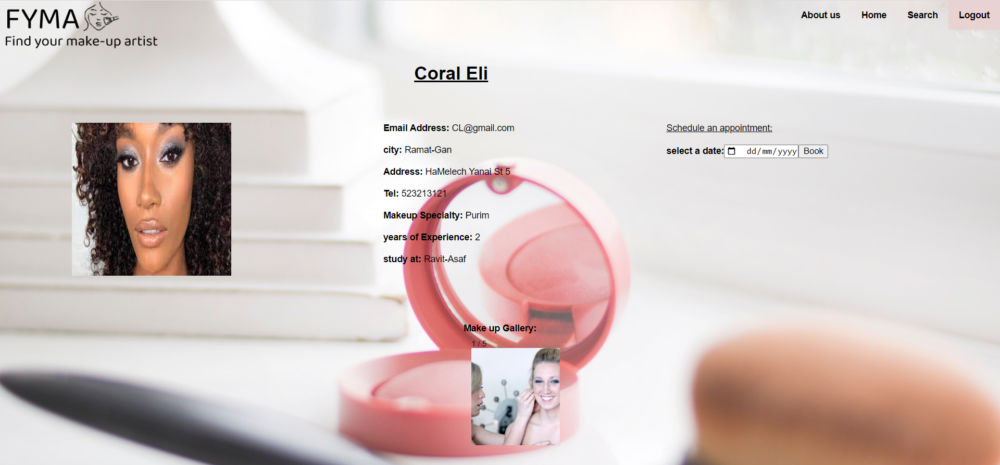 FYMA
Find your make-up artist
About us
Home
Search
Logout
Coral Eli
Email Address: CL@gmail.com
city: Ramat-Gan
Address: HaMelech Yanai St 5
Tel: 523213121
Makeup Specialty: Purim
years of Experience: 2
study at: Ravit-Asaf
Schedule an appointment:
select a date: dd/mm/yyyy Book
Make up Gallery:
1 / 5